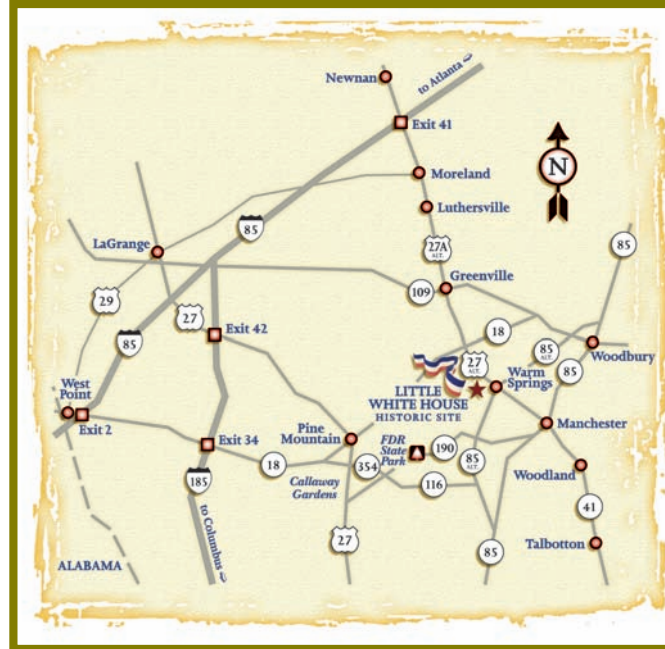 Newnan
to Atlanta
Exit 41
N
Moreland
Luthersville
85
LaGrange
27A
ALT.
85
Greenville
109
29
27
18
85
Exit 42
27
ALT.
85
ALT.
85
Woodbury
Warm
Springs
LITTLE
WHITE HOUSE
HISTORIC SITE
West
Point
Exit 2
Pine
Mountain
FDR
State
Park
190
Manchester
Exit 34
18
354
85
ALT.
Woodland
Callaway
Gardens
116
185
41
to Columbus
27
85
Talbotton
ALABAMA